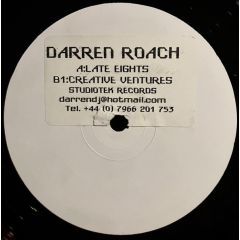 DARREN ROACH
A:LATE EIGHTS
B1:CREATIVE VENTURES
STUDIOTEK RECORDS
darrendj@hotmail.com
Tel. +44 (0) 7966 201 753